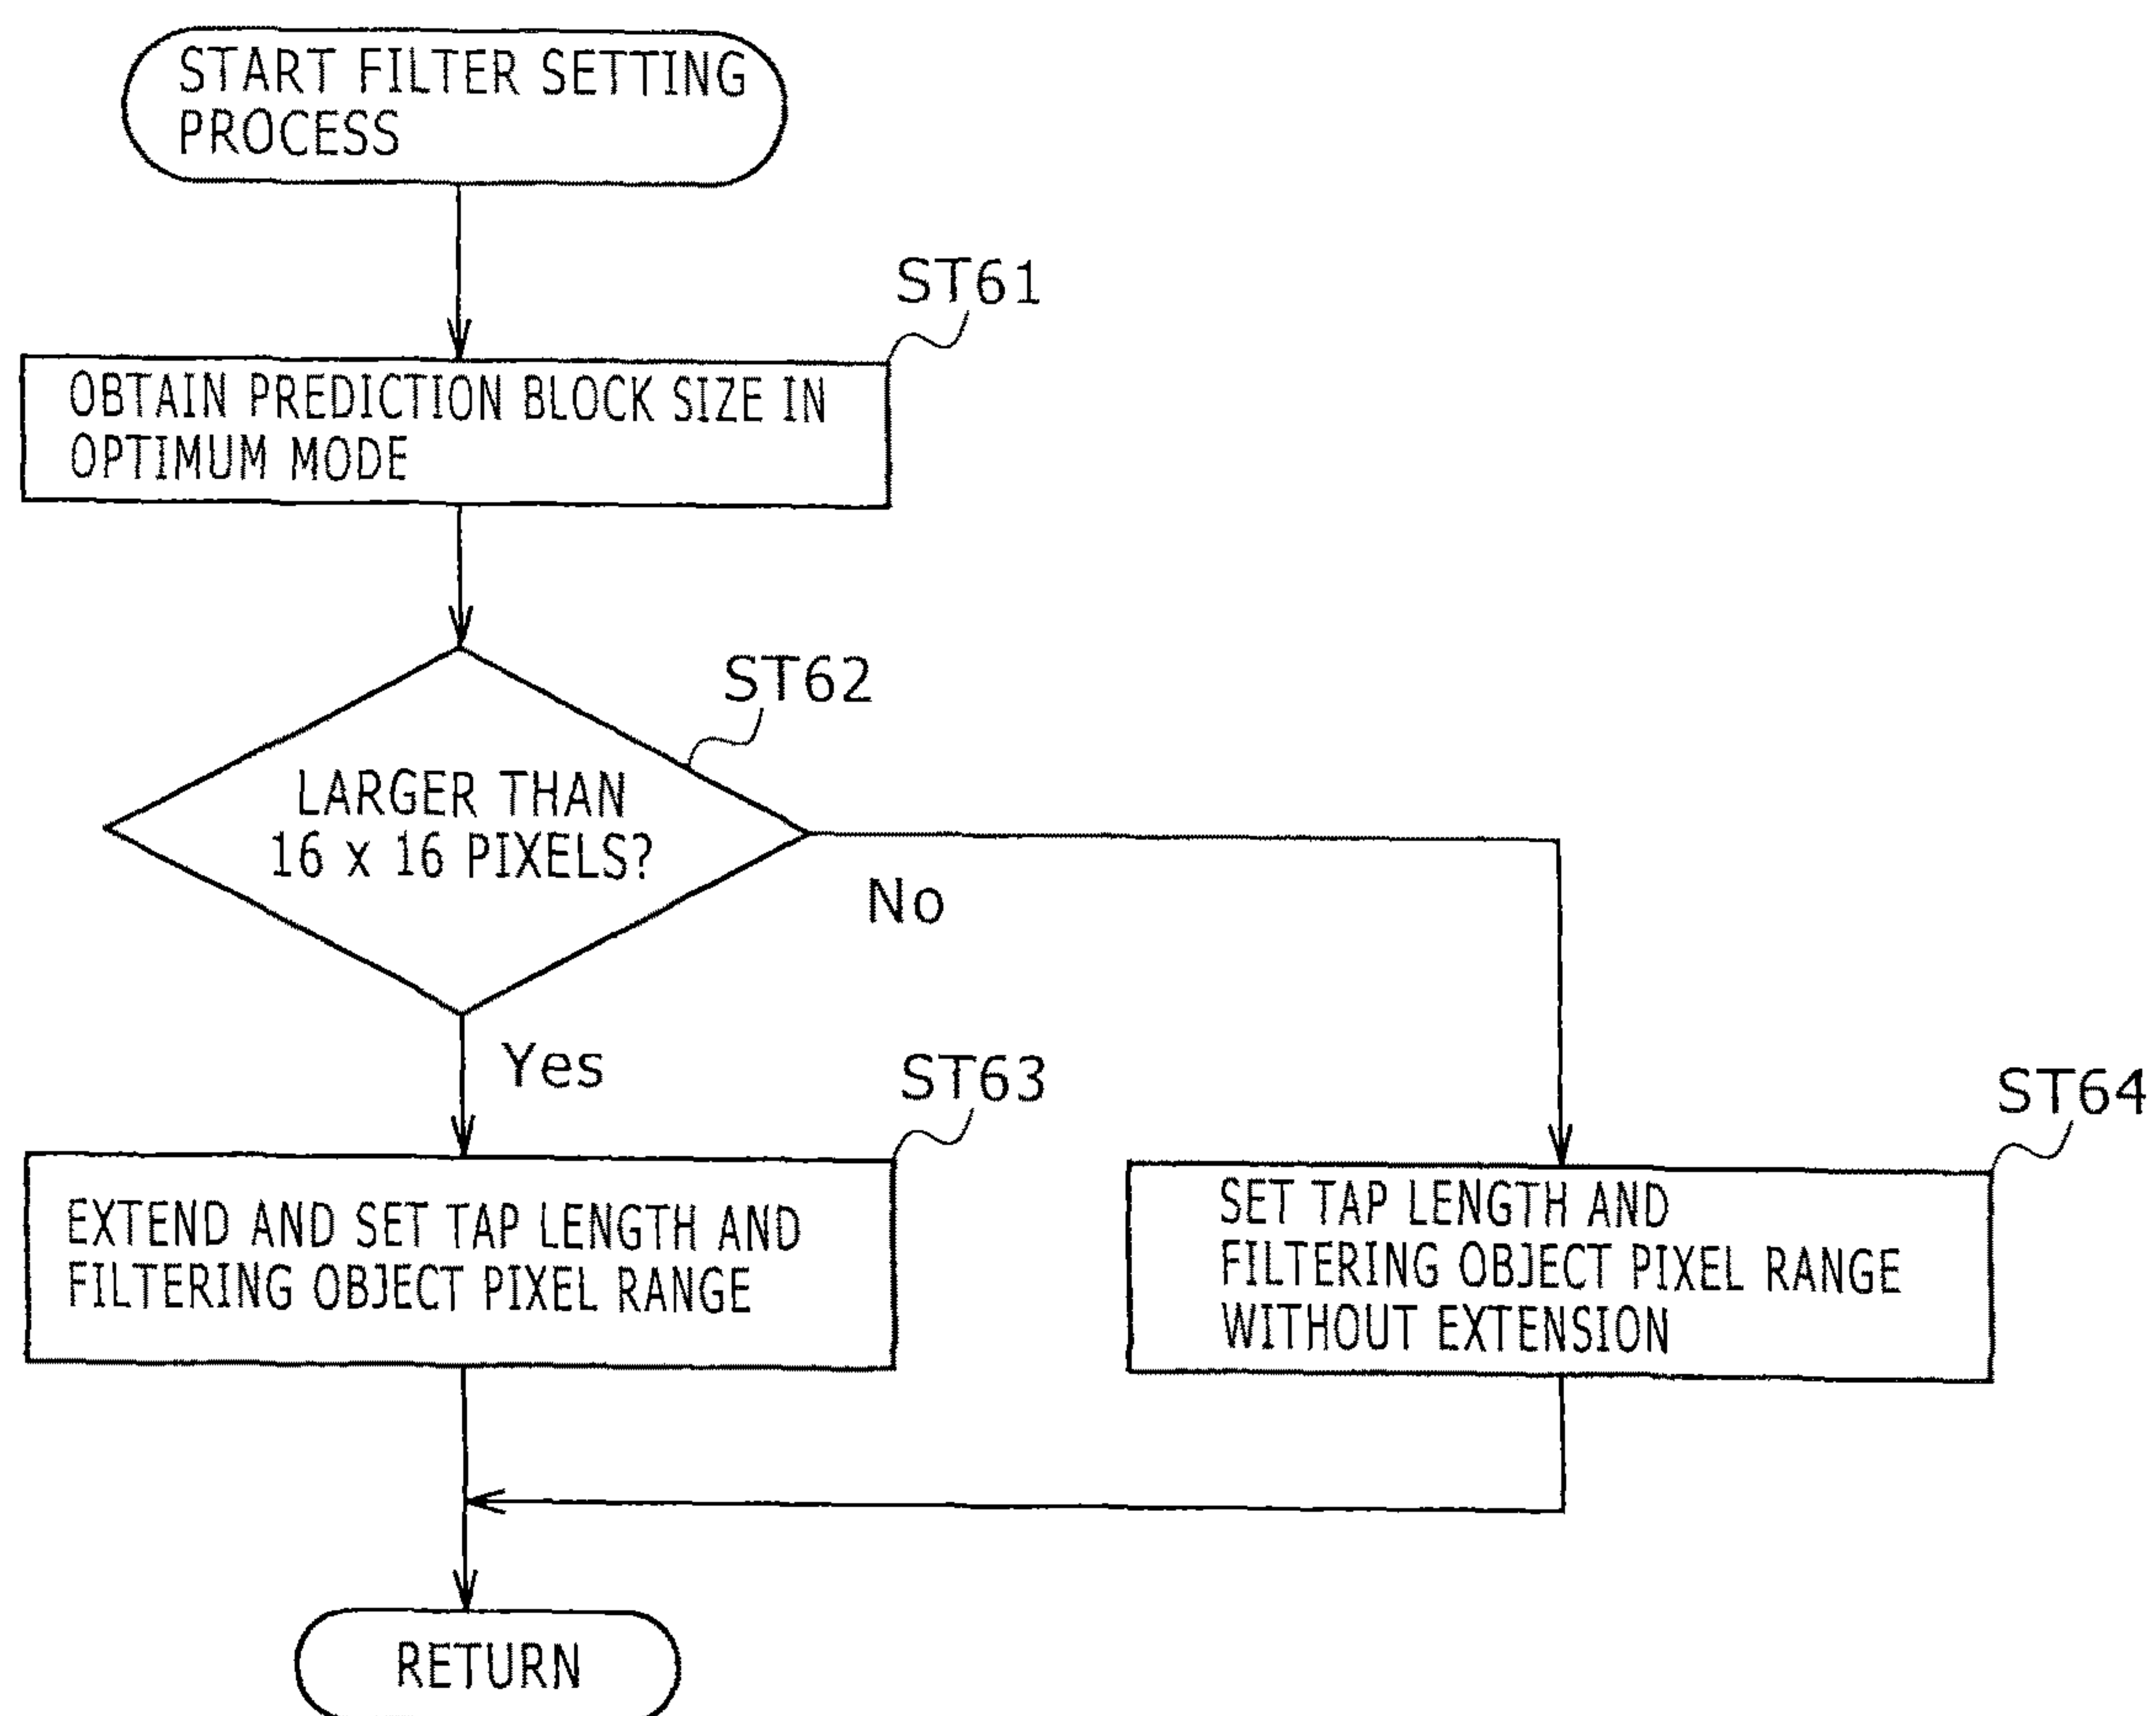 START FILTER SETTING
PROCESS
ST61
OBTAIN PREDICTION BLOCK SIZE IN
OPTIMUM MODE
ST62
LARGER THAN
16 x 16 PIXELS?
No
Yes
ST63
EXTEND AND SET TAP LENGTH AND
FILTERING OBJECT PIXEL RANGE
ST64
SET TAP LENGTH AND
FILTERING OBJECT PIXEL RANGE
WITHOUT EXTENSION
RETURN